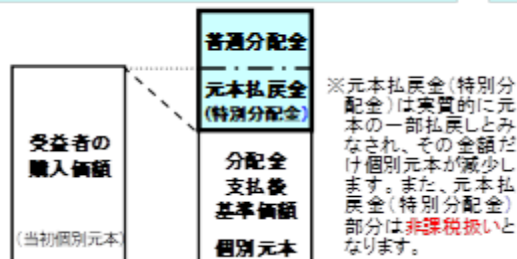 普通分配金
元本払戻金
(特別分配金)
受益者の
購入価額
(当初個別元本)
分配金
支払後
基準価額
個別元本
※元本払戻金(特別分
配金)は実質的に元
本の一部払戻しとみ
なされ、その金額だ
け個別元本が減少し
ます。また、元本払
戻金(特別分配金)
部分は非課税扱いと
なります。